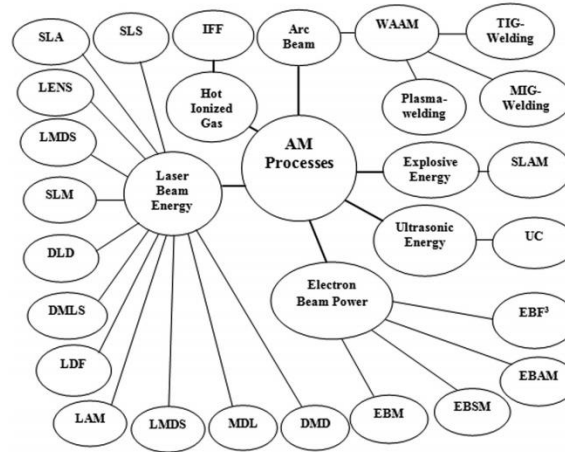 SLA
SLS
IFF
Arc
Beam
WAAM
TIG-
Welding
LENS
Hot
Ionized
Gas
Plasma-
welding
MIG-
Welding
LMDS
AM
Processes
Laser
Beam
Energy
Explosive
Energy
SLAM
SLM
Ultrasonic
Energy
UC
DLD
Electron
Beam Power
DMLS
EBF³
LDF
EBAM
LAM
LMDS
MDL
DMD
EBM
EBSM